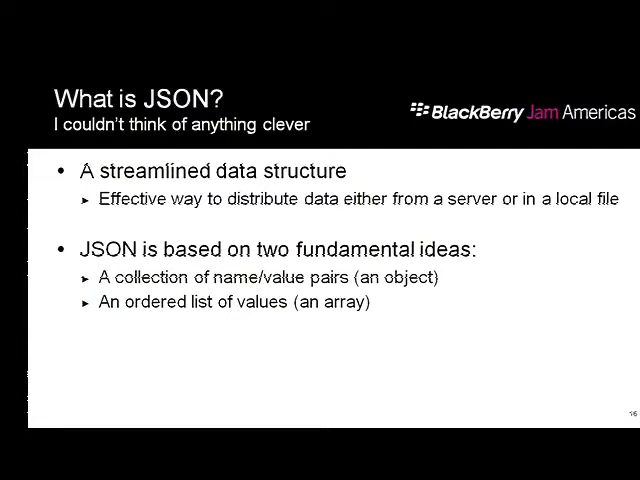 What is JSON?
I couldn't think of anything clever
BlackBerry Jam Americas
• A streamlined data structure
► Effective way to distribute data either from a server or in a local file
• JSON is based on two fundamental ideas:
► A collection of name/value pairs (an object)
► An ordered list of values (an array)
16